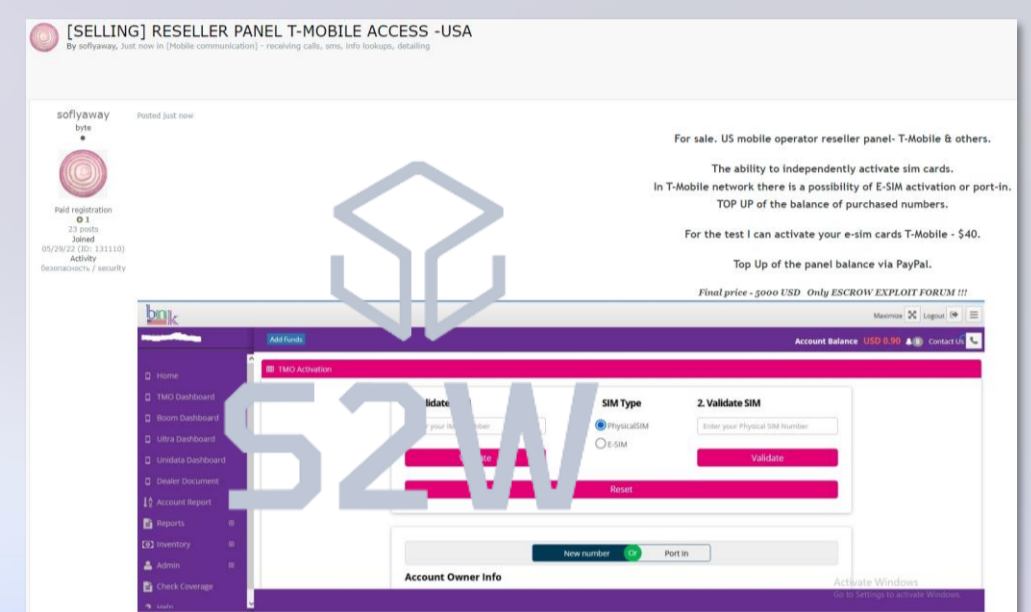 [SELLING] RESELLER PANEL T-MOBILE ACCESS -USA
By soflyaway, Just now in [Mobile communication] - receiving calls, sms, info lookups, detailing
soflyaway
byte
Posted just now
Paid registration
1
23 posts
Joined
05/29/22 (ID: 131110)
Activity
безопасность / security
For sale. US mobile operator reseller panel- T-Mobile & others.
The ability to independently activate sim cards.
In T-Mobile network there is a possibility of E-SIM activation or port-in.
TOP UP of the balance of purchased numbers.
For the test I can activate your e-sim cards T-Mobile - $40.
Top Up of the panel balance via PayPal.
Final price - 5000 USD Only ESCROW EXPLOIT FORUM !!!
S2W
Maximize Logout
Add Funds
Account Balance USD 0.90 Contact Us
Home
TMO Dashboard
Boom Dashboard
Ultra Dashboard
Unidata Dashboard
Dealer Document
Account Report
Reports
Inventory
Admin
Check Coverage
TMO Activation
SIM Type
PhysicalSIM
E-SIM
2. Validate SIM
Enter your Physical SIM Number
Validate
Reset
New number Or Port in
Account Owner Info
Activate Windows
Go to Settings to activate Windows.